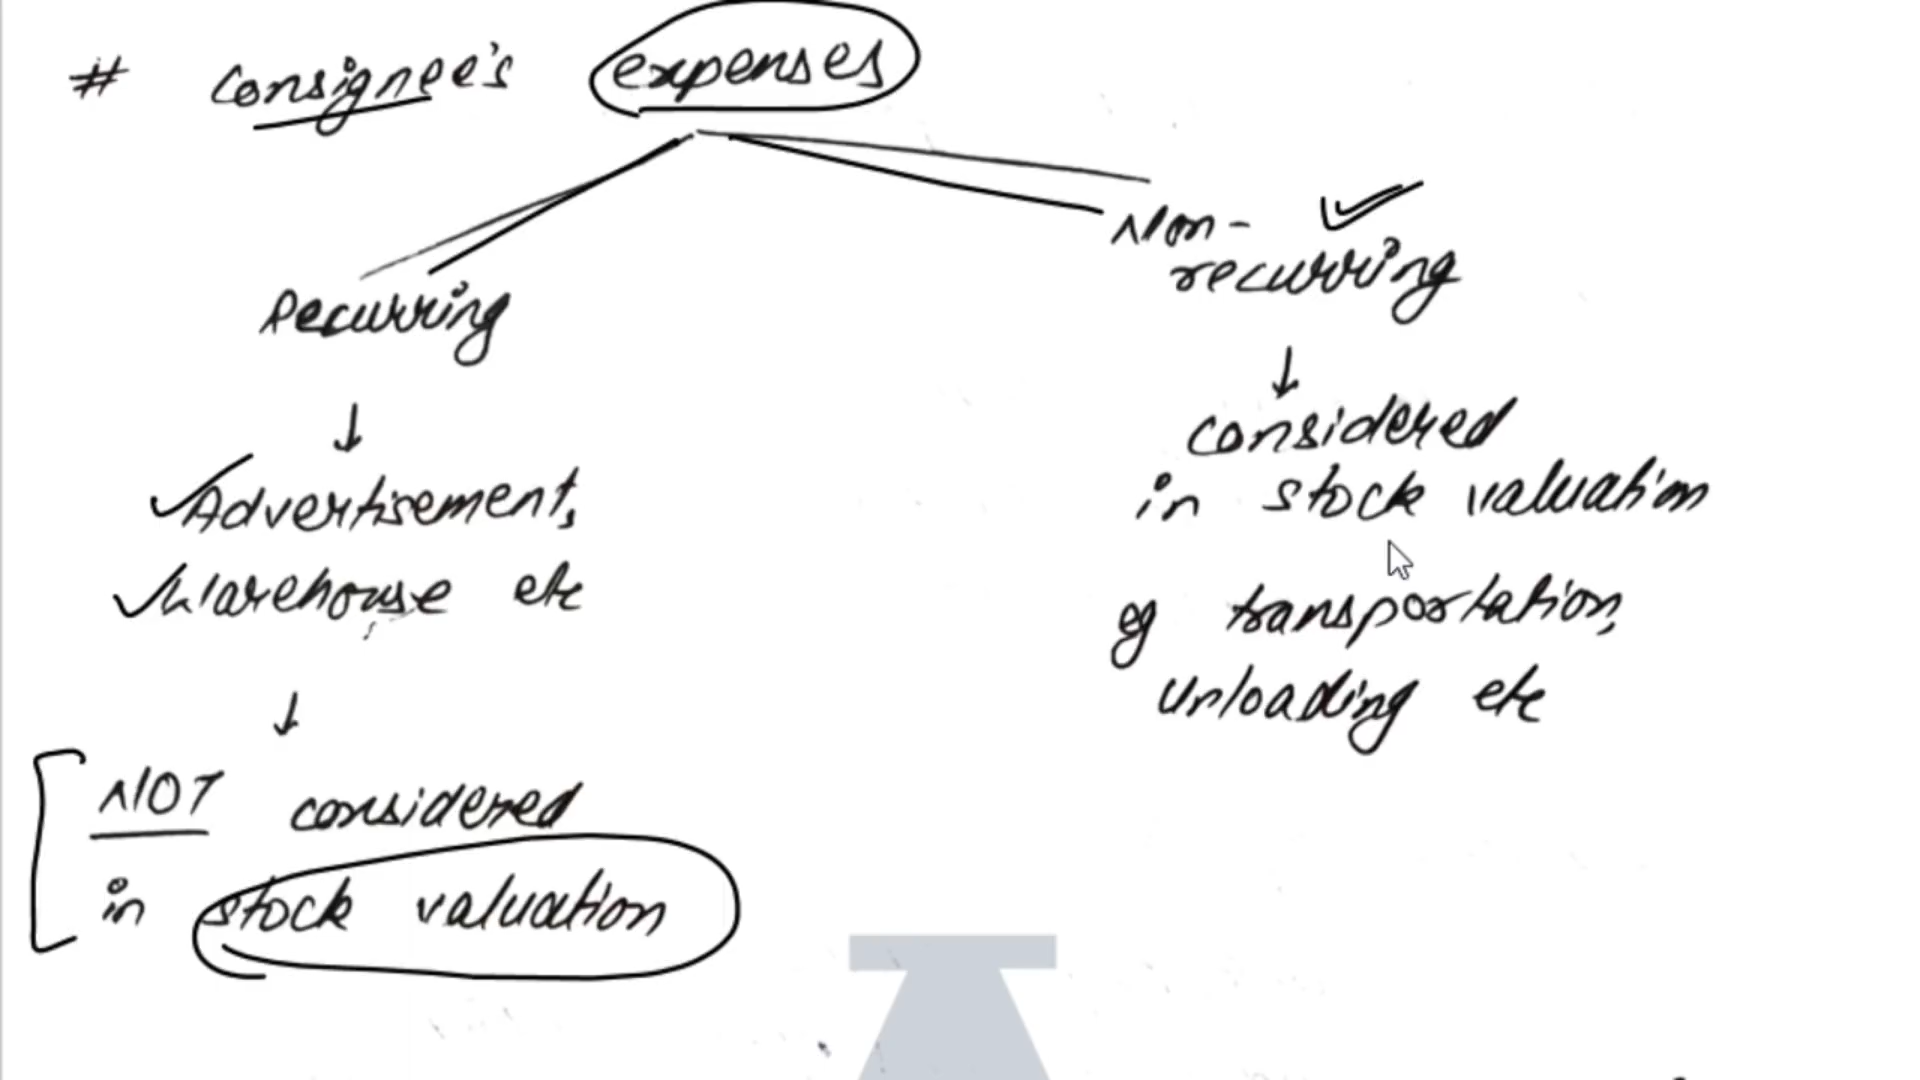 # Consignee's expenses
Recurring
Non-
recurring
Advertisement,
Warehouse etc
NOT considered
in stock valuation
considered
in stock valuation
eg transportation,
Unloading etc